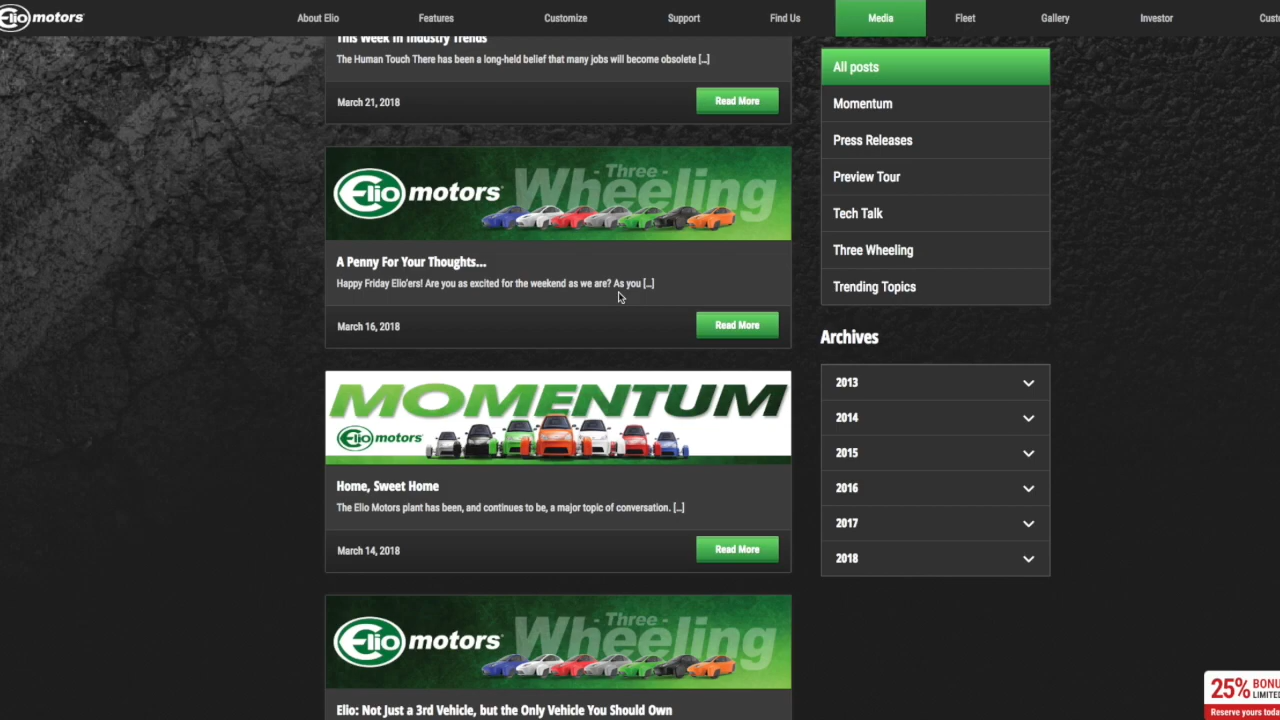 Elio motors
About Elio
Features
Customize
Support
Find Us
Media
Fleet
Gallery
Investor
This Week in Industry Trends
The Human Touch There has been a long-held belief that many jobs will become obsolete [...]
March 21, 2018
Read More
Elio motors
- Three -
Wheeling
A Penny For Your Thoughts...
Happy Friday Elio'ers! Are you as excited for the weekend as we are? As you [...]
March 16, 2018
Read More
MOMENTUM
Elio motors
Home, Sweet Home
The Elio Motors plant has been, and continues to be, a major topic of conversation. [...]
March 14, 2018
Read More
Elio motors
- Three -
Wheeling
Elio: Not Just a 3rd Vehicle, but the Only Vehicle You Should Own
All posts
Momentum
Press Releases
Preview Tour
Tech Talk
Three Wheeling
Trending Topics
Archives
2013
2014
2015
2016
2017
2018
25%
LIMITED
Reserve yours